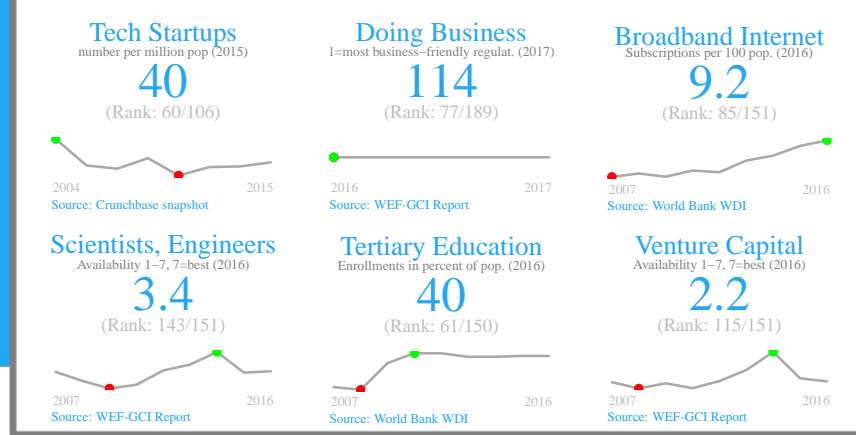 Tech Startups
number per million pop (2015)
40
(Rank: 60/106)
2004 2015
Source: Crunchbase snapshot
Doing Business
1=most business−friendly regulat. (2017)
114
(Rank: 77/189)
2016 2017
Source: WEF-GCI Report
Broadband Internet
Subscriptions per 100 pop. (2016)
9.2
(Rank: 85/151)
2007 2016
Source: World Bank WDI
Scientists, Engineers
Availability 1−7, 7=best (2016)
3.4
(Rank: 143/151)
2007 2016
Source: WEF-GCI Report
Tertiary Education
Enrollments in percent of pop. (2016)
40
(Rank: 61/150)
2007 2016
Source: World Bank WDI
Venture Capital
Availability 1−7, 7=best (2016)
2.2
(Rank: 115/151)
2007 2016
Source: WEF-GCI Report